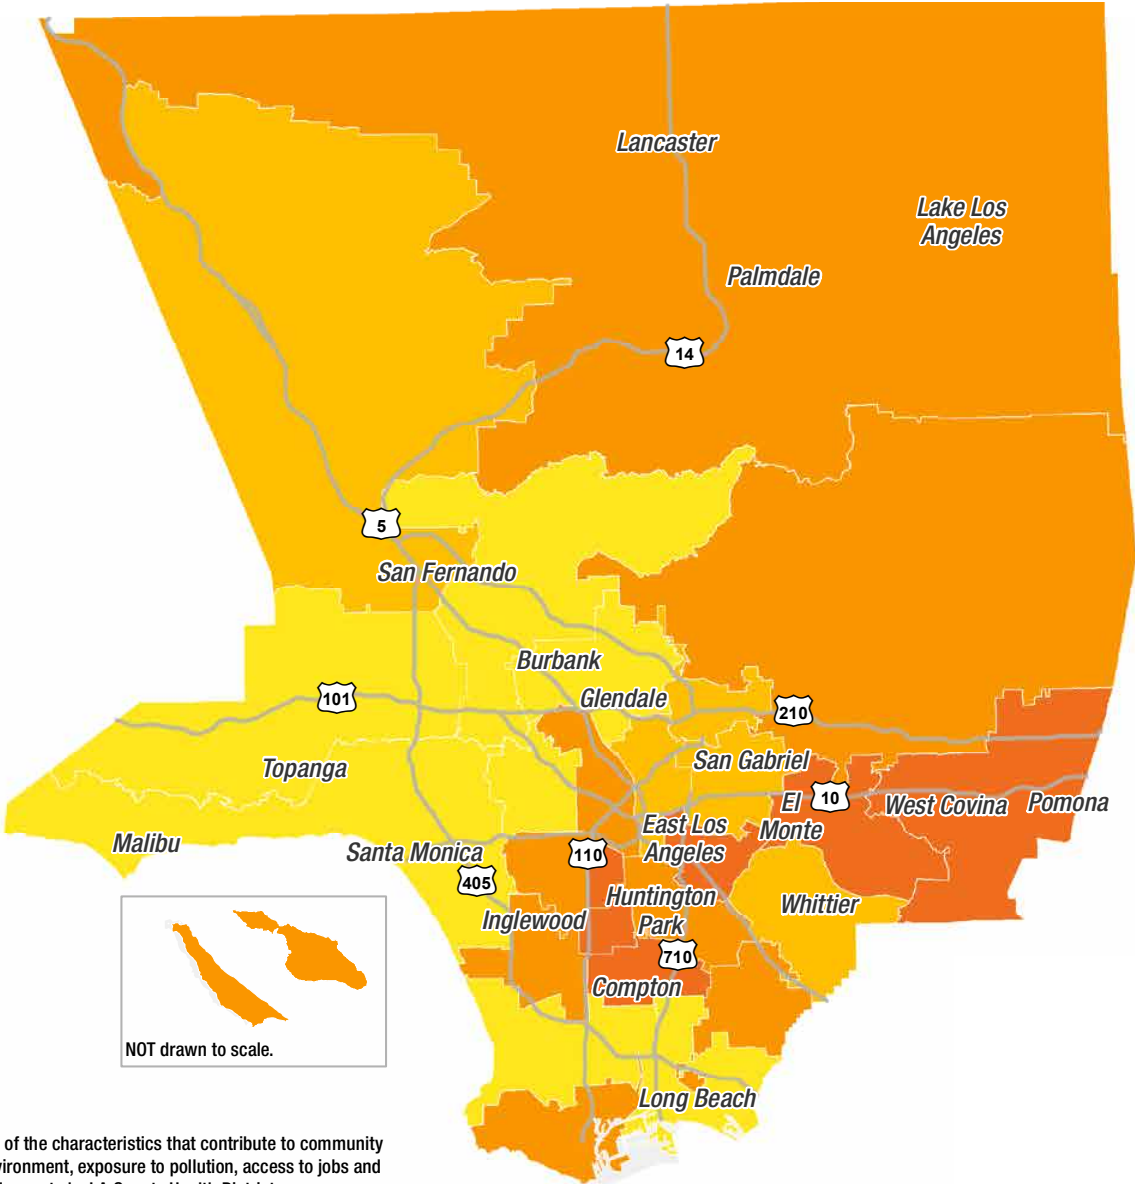 Lancaster
Lake Los
Angeles
Palmdale
14
5
San Fernando
Burbank
101
Glendale
210
San Gabriel
Topanga
El
Monte
10
West Covina
Pomona
Malibu
Santa Monica
110
East Los
Angeles
405
Huntington
Park
Whittier
Inglewood
710
Compton
NOT drawn to scale.
Long Beach
of the characteristics that contribute to community
vironment, exposure to pollution, access to jobs and